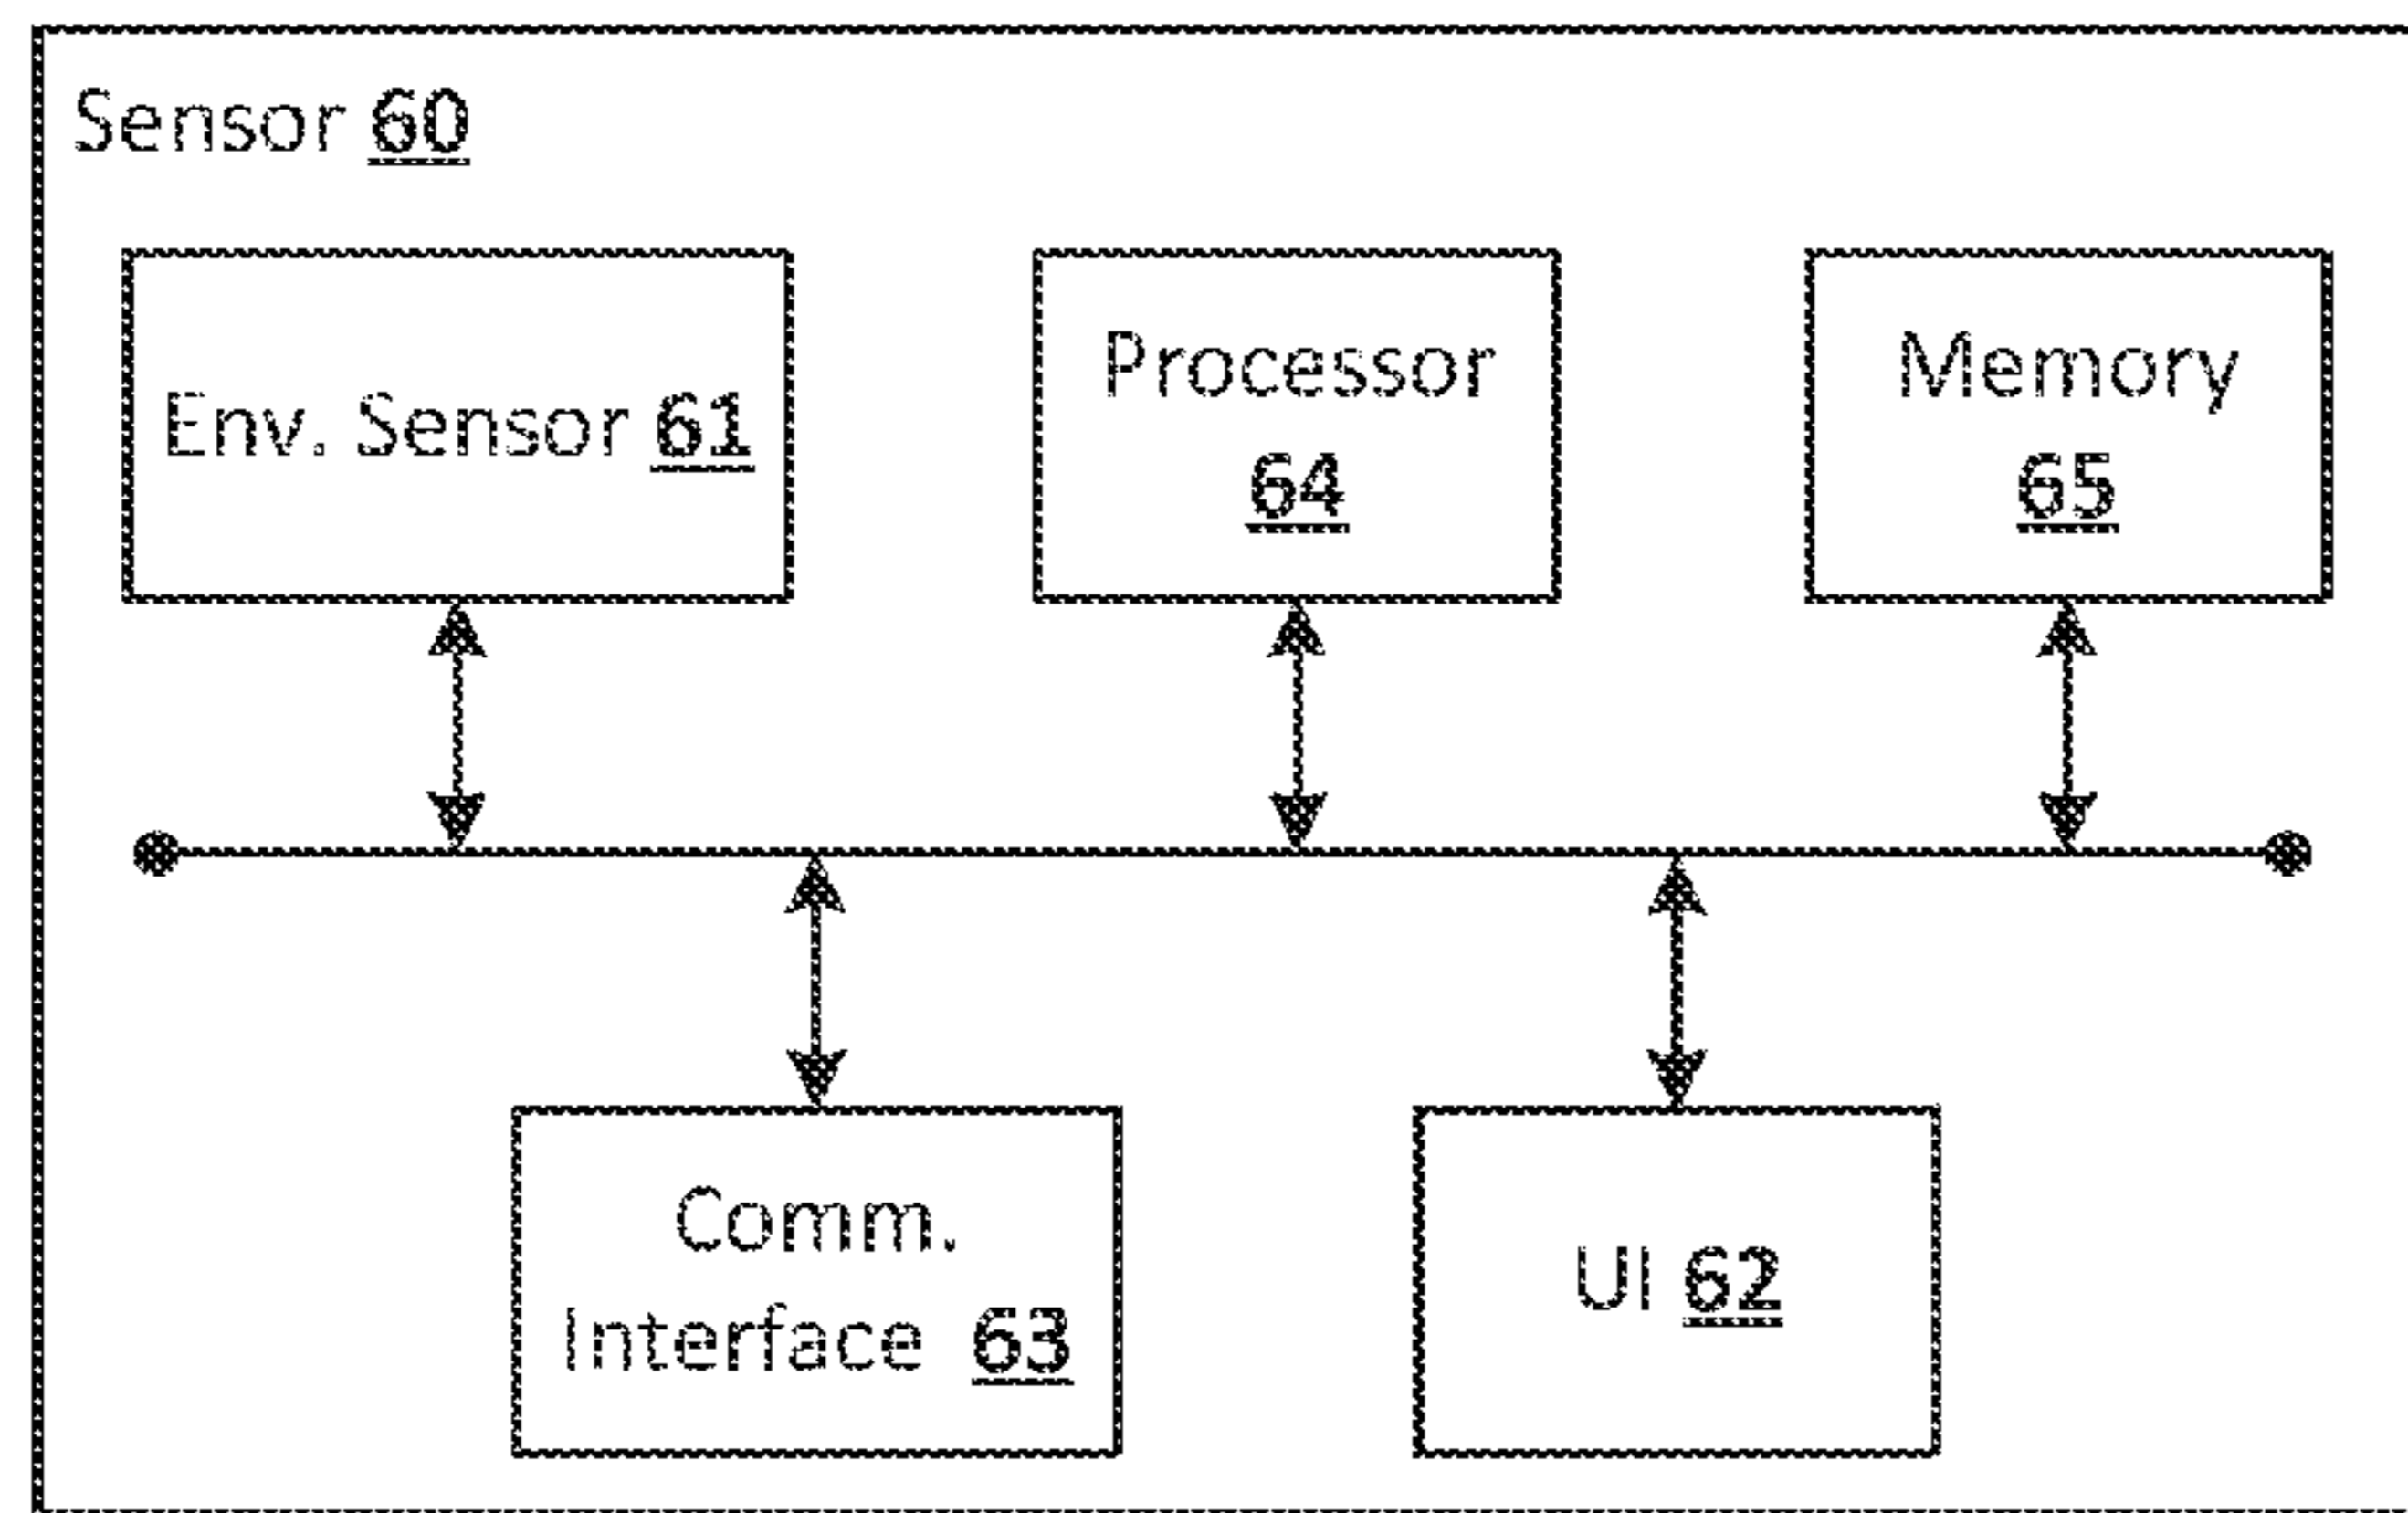 Sensor 60
Env. Sensor 61
Processor
64
Memory
65
Comm.
Interface 63
UI 62